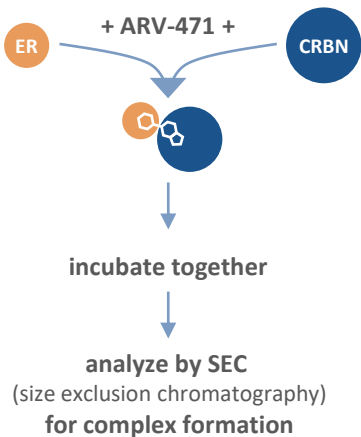 + ARV-471 +
ER
CRBN
incubate together
analyze by SEC
(size exclusion chromatography)
for complex formation